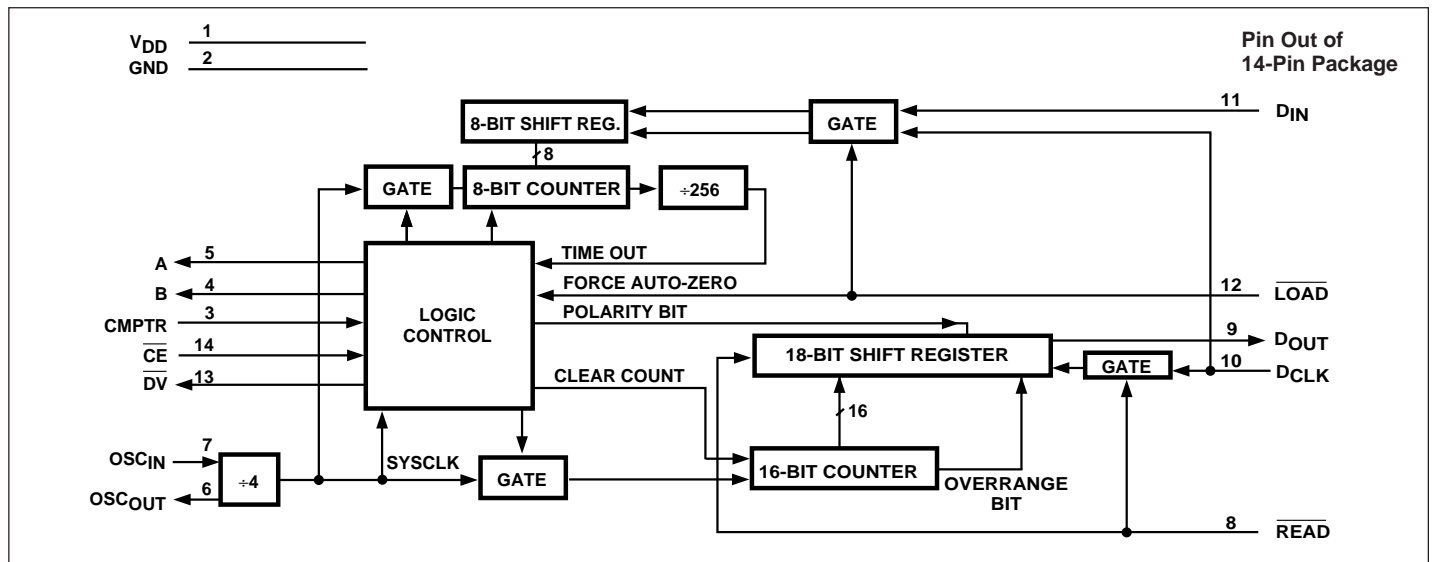 VDD 1
GND 2
Pin Out of
14-Pin Package
11 DIN
8-BIT SHIFT REG.
GATE
8
GATE
8-BIT COUNTER
÷256
A 5
TIME OUT
B 4
FORCE AUTO-ZERO
12 LOAD
CMPTR 3
LOGIC
CONTROL
POLARITY BIT
9 DOUT
CE 14
18-BIT SHIFT REGISTER
GATE
10 DCLK
DV 13
CLEAR COUNT
16
OSCIN 7
SYSCLK
÷4
GATE
16-BIT COUNTER
OSCOUT 6
OVERRANGE
BIT
8 READ